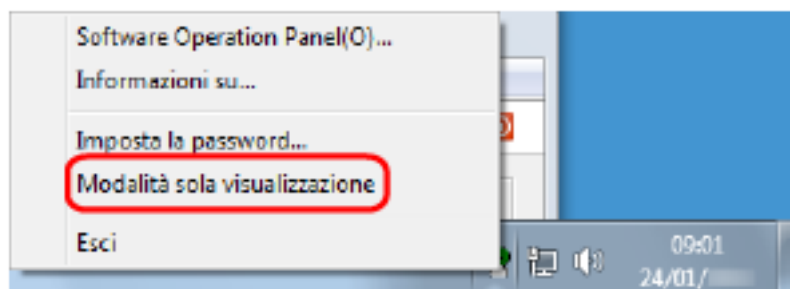 Software Operation Panel(O)...
Informazioni su...
Imposta la password...
Modalità sola visualizzazione
Esci
09:01
24/01/